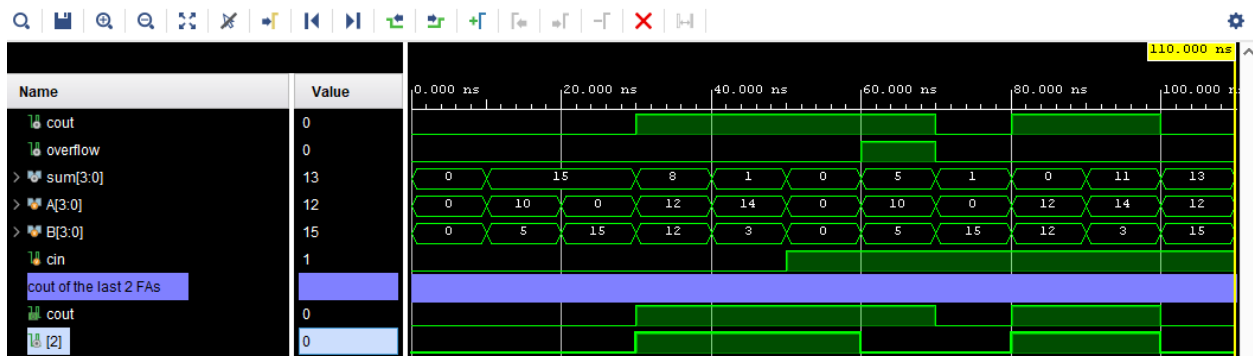 110.000 ns
Name Value 0.000 ns 20.000 ns 40.000 ns 60.000 ns 80.000 ns 100.000 n
cout 0
overflow 0
sum[3:0] 13 0 15 8 1 0 5 1 0 11 13
A[3:0] 12 0 10 0 12 14 0 10 0 12 14 12
B[3:0] 15 0 5 15 12 3 0 5 15 12 3 15
cin 1
cout of the last 2 FAs
cout 0
[2] 0